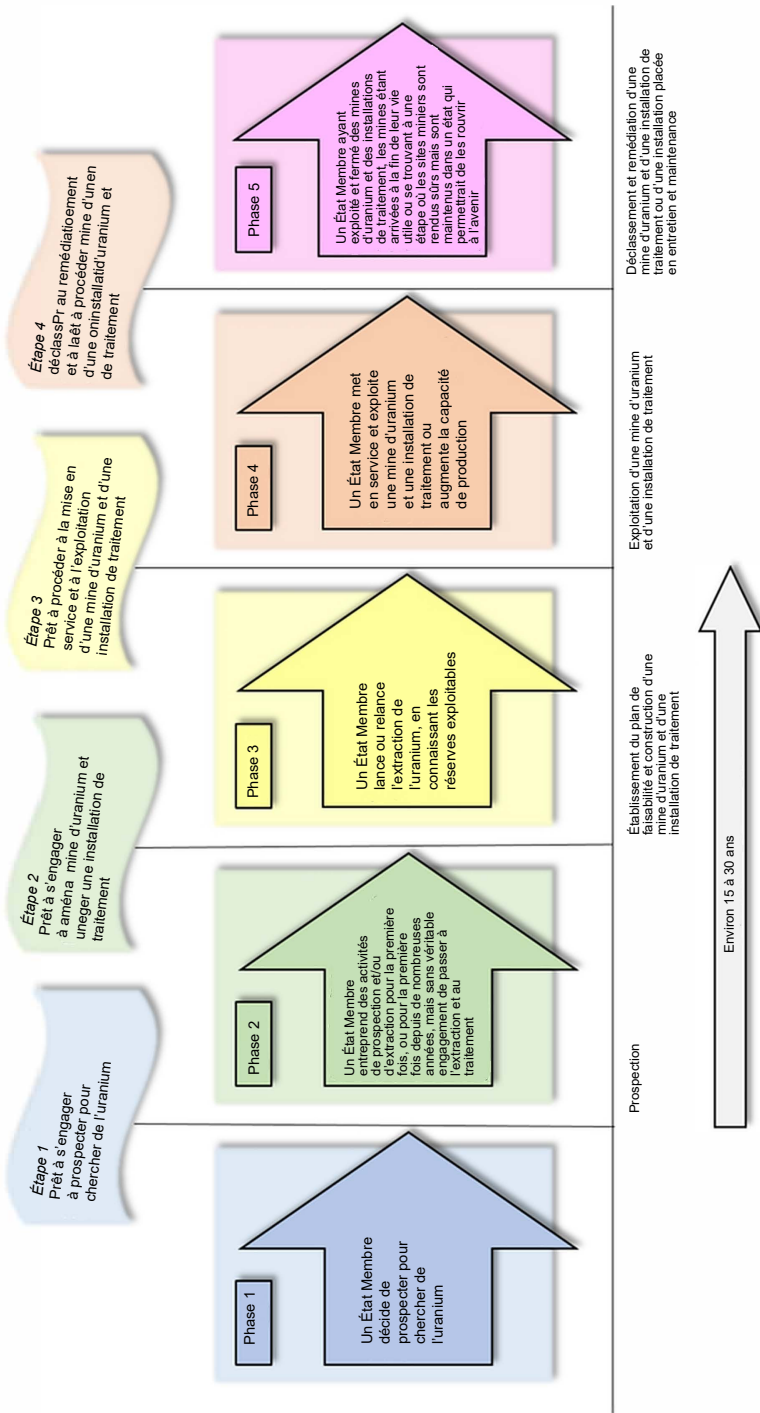 Étape 1
Prêt à s'engager
à prospecter pour
chercher de l'uranium
Étape 2
Prêt à s'engager
à aména mine d'uranium et
uneger une installation de
traitement
Étape 3
Prêt à procéder à la mise en
service et à l'exploitation
d'une mine d'uranium et d'une
installation de traitement
Étape 4
déclassPr au remédiatioement
et à laêt à procéder mine d'unen
d'une oninstallatid'uranium et
de traitement
Phase 1
Un État Membre
décide de
prospecter pour
chercher de
l'uranium
Phase 2
Un État Membre
entreprend des activités
de prospection et/ou
d'extraction pour la première
fois, ou pour la première
fois depuis de nombreuses
années, mais sans véritable
engagement de passer à
l'extraction et au
traitement
Phase 3
Un État Membre
lance ou relance
l'extraction de
l'uranium, en
connaissant les
réserves exploitables
Phase 4
Un État Membre met
en service et exploite
une mine d'uranium
et une installation de
traitement ou
augmente la capacité
de production
Phase 5
Un État Membre ayant
exploité et fermé des mines
d'uranium et des installations
de traitement, les mines étant
arrivées à la fin de leur vie
utile ou se trouvant à une
étape où les sites miniers sont
rendus sûrs mais sont
maintenus dans un état qui
permettrait de les rouvrir
à l'avenir
Prospection
Établissement du plan de
faisabilité et construction d'une
mine d'uranium et d'une
installation de traitement
Exploitation d'une mine d'uranium
et d'une installation de traitement
Déclassement et remédiation d'une
mine d'uranium et d'une installation de
traitement ou d'une installation placée
en entretien et maintenance
Environ 15 à 30 ans